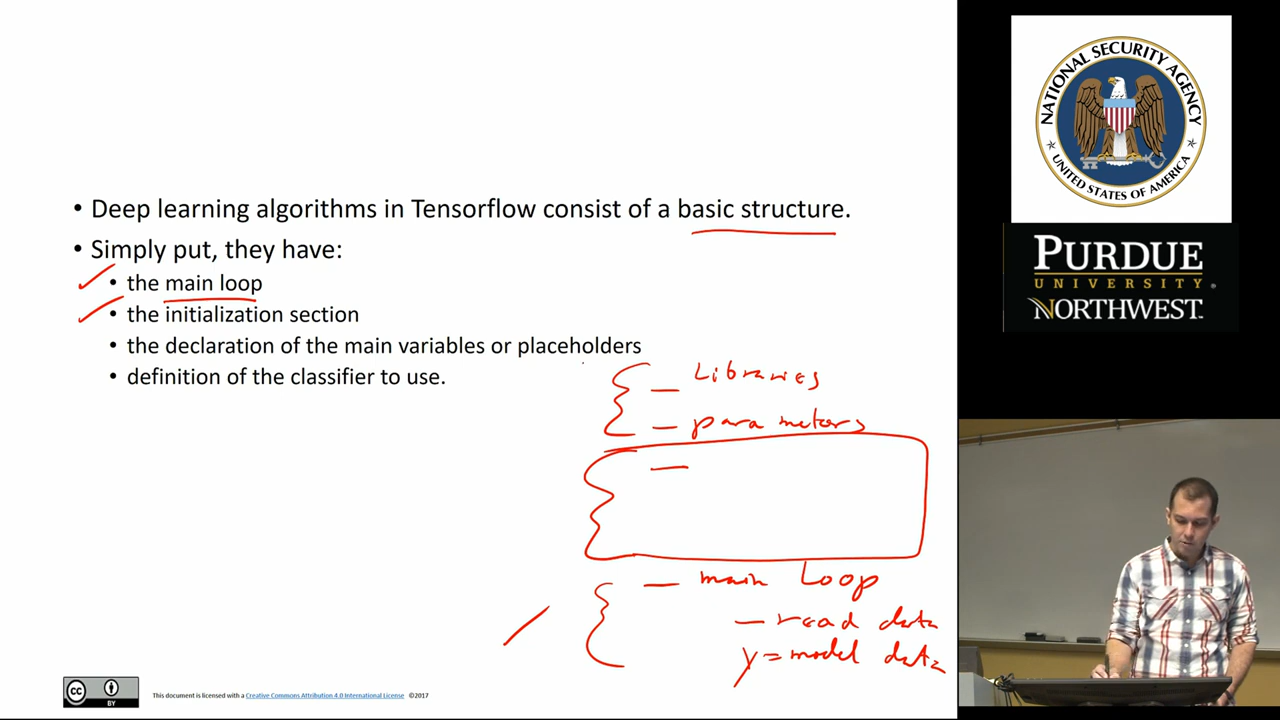 • Deep learning algorithms in Tensorflow consist of a basic structure.
• Simply put, they have:
• the main loop
• the initialization section
• the declaration of the main variables or placeholders
• definition of the classifier to use.
— Libraries
— parameters
—
— main Loop
— read data
y = model data
cc BY
This document is licensed with a Creative Commons Attribution 4.0 International License ©2017
NATIONAL SECURITY AGENCY
UNITED STATES OF AMERICA
PURDUE
UNIVERSITY
NORTHWEST